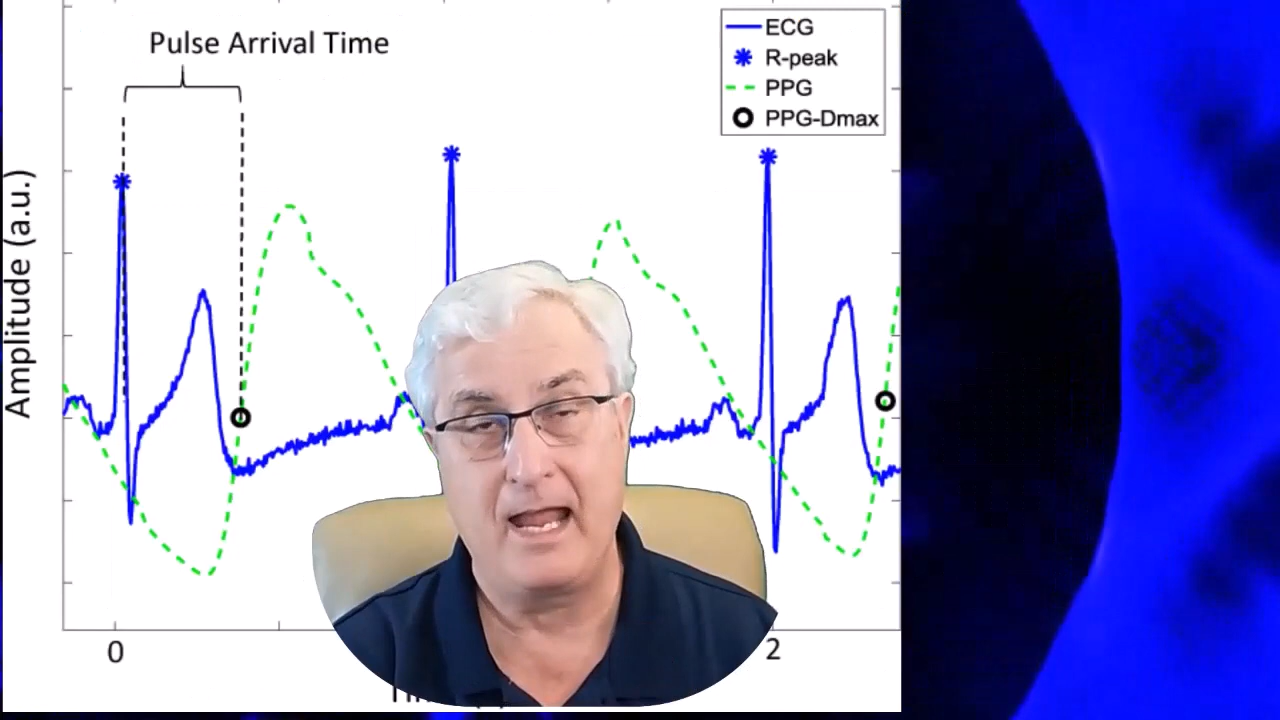 Pulse Arrival Time
ECG
R-peak
PPG
PPG-Dmax
Amplitude (a.u.)
0
2